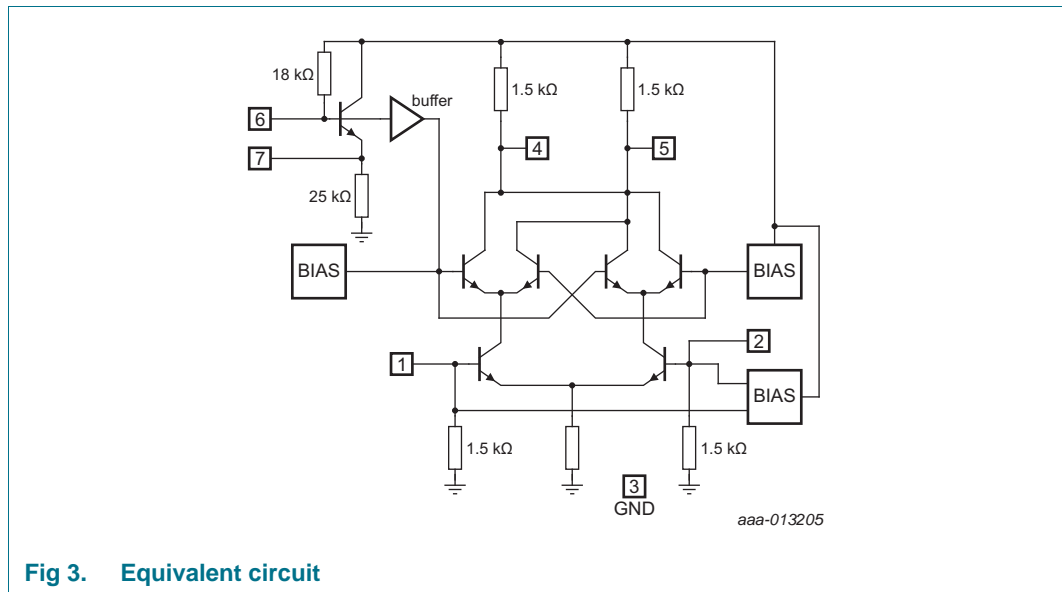 18 kΩ
1.5 kΩ
1.5 kΩ
buffer
6
4
5
7
25 kΩ
BIAS
BIAS
2
1
BIAS
1.5 kΩ
1.5 kΩ
3
GND
aaa-013205
Fig 3. Equivalent circuit